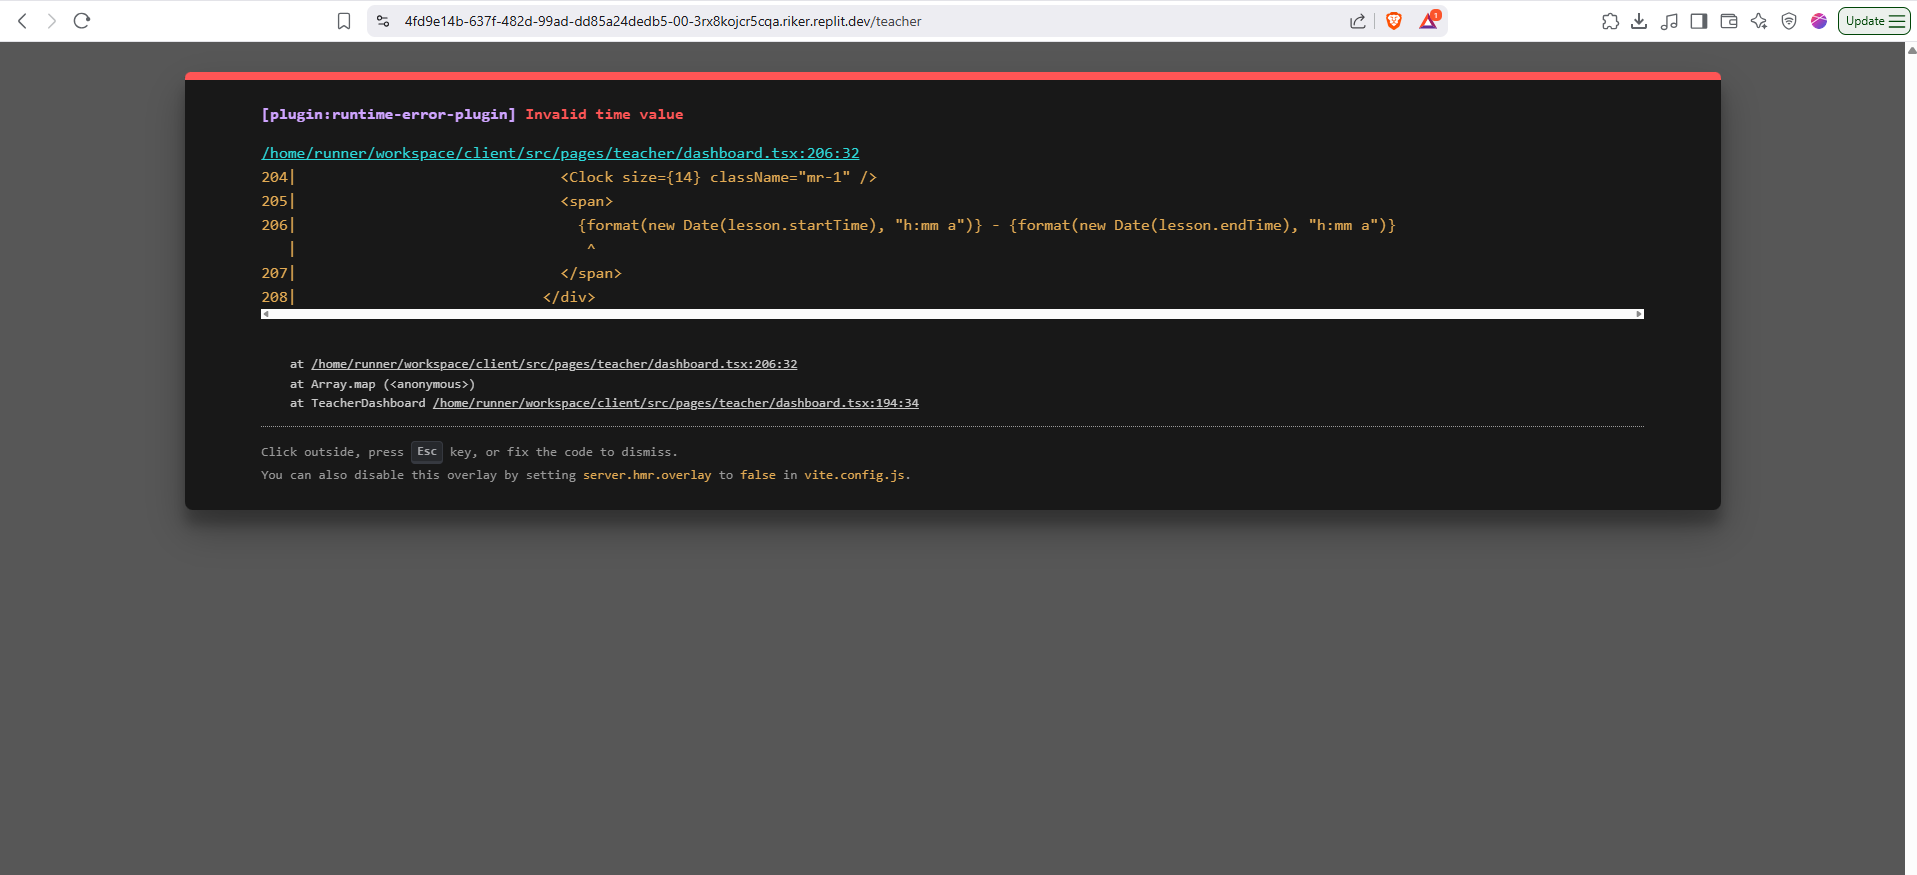 4fd9e14b-637f-482d-99ad-dd85a24dedb5-00-3rx8kojcr5cqa.riker.replit.dev/teacher
1
Update
[plugin:runtime-error-plugin] Invalid time value
/home/runner/workspace/client/src/pages/teacher/dashboard.tsx:206:32
204|                              <Clock size={14} className="mr-1" />
205|                              <span>
206|                                {format(new Date(lesson.startTime), "h:mm a")} - {format(new Date(lesson.endTime), "h:mm a")}
   |                                 ^
207|                              </span>
208|                            </div>
at /home/runner/workspace/client/src/pages/teacher/dashboard.tsx:206:32
at Array.map (<anonymous>)
at TeacherDashboard /home/runner/workspace/client/src/pages/teacher/dashboard.tsx:194:34
Click outside, press Esc key, or fix the code to dismiss.
You can also disable this overlay by setting server.hmr.overlay to false in vite.config.js.